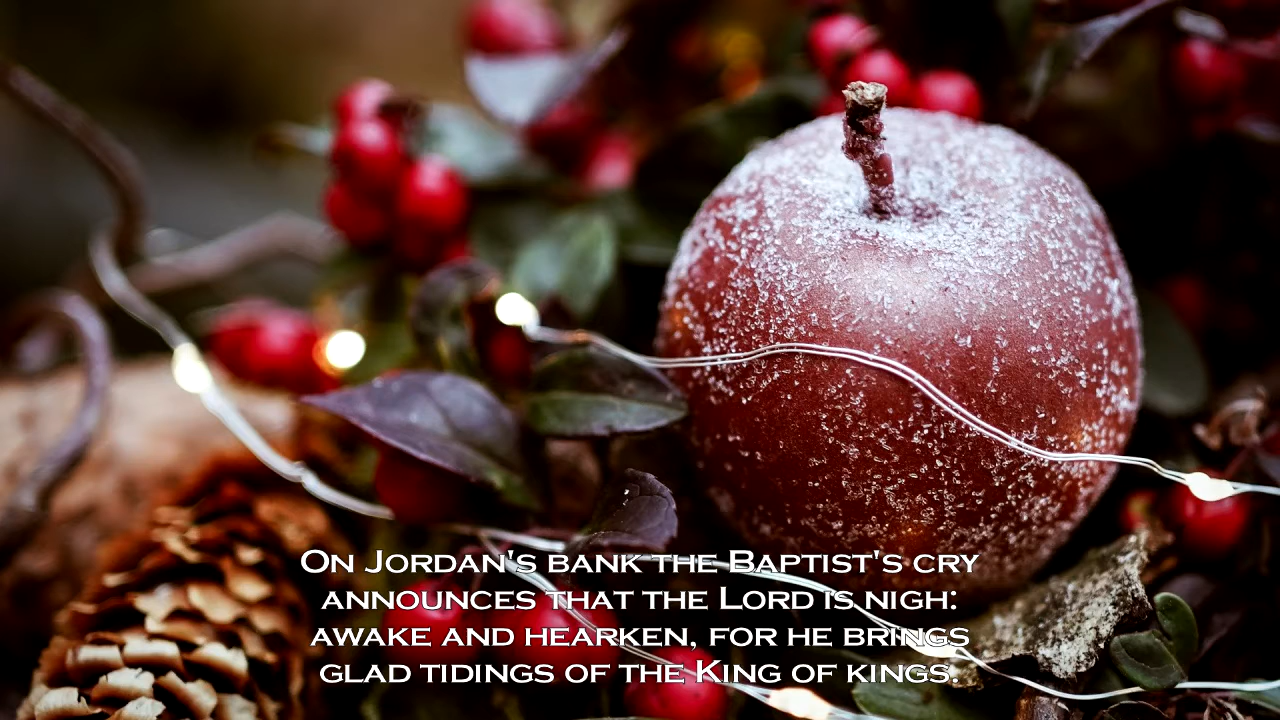 On Jordan's bank the Baptist's cry
announces that the Lord is nigh:
awake and hearken, for he brings
glad tidings of the King of kings.